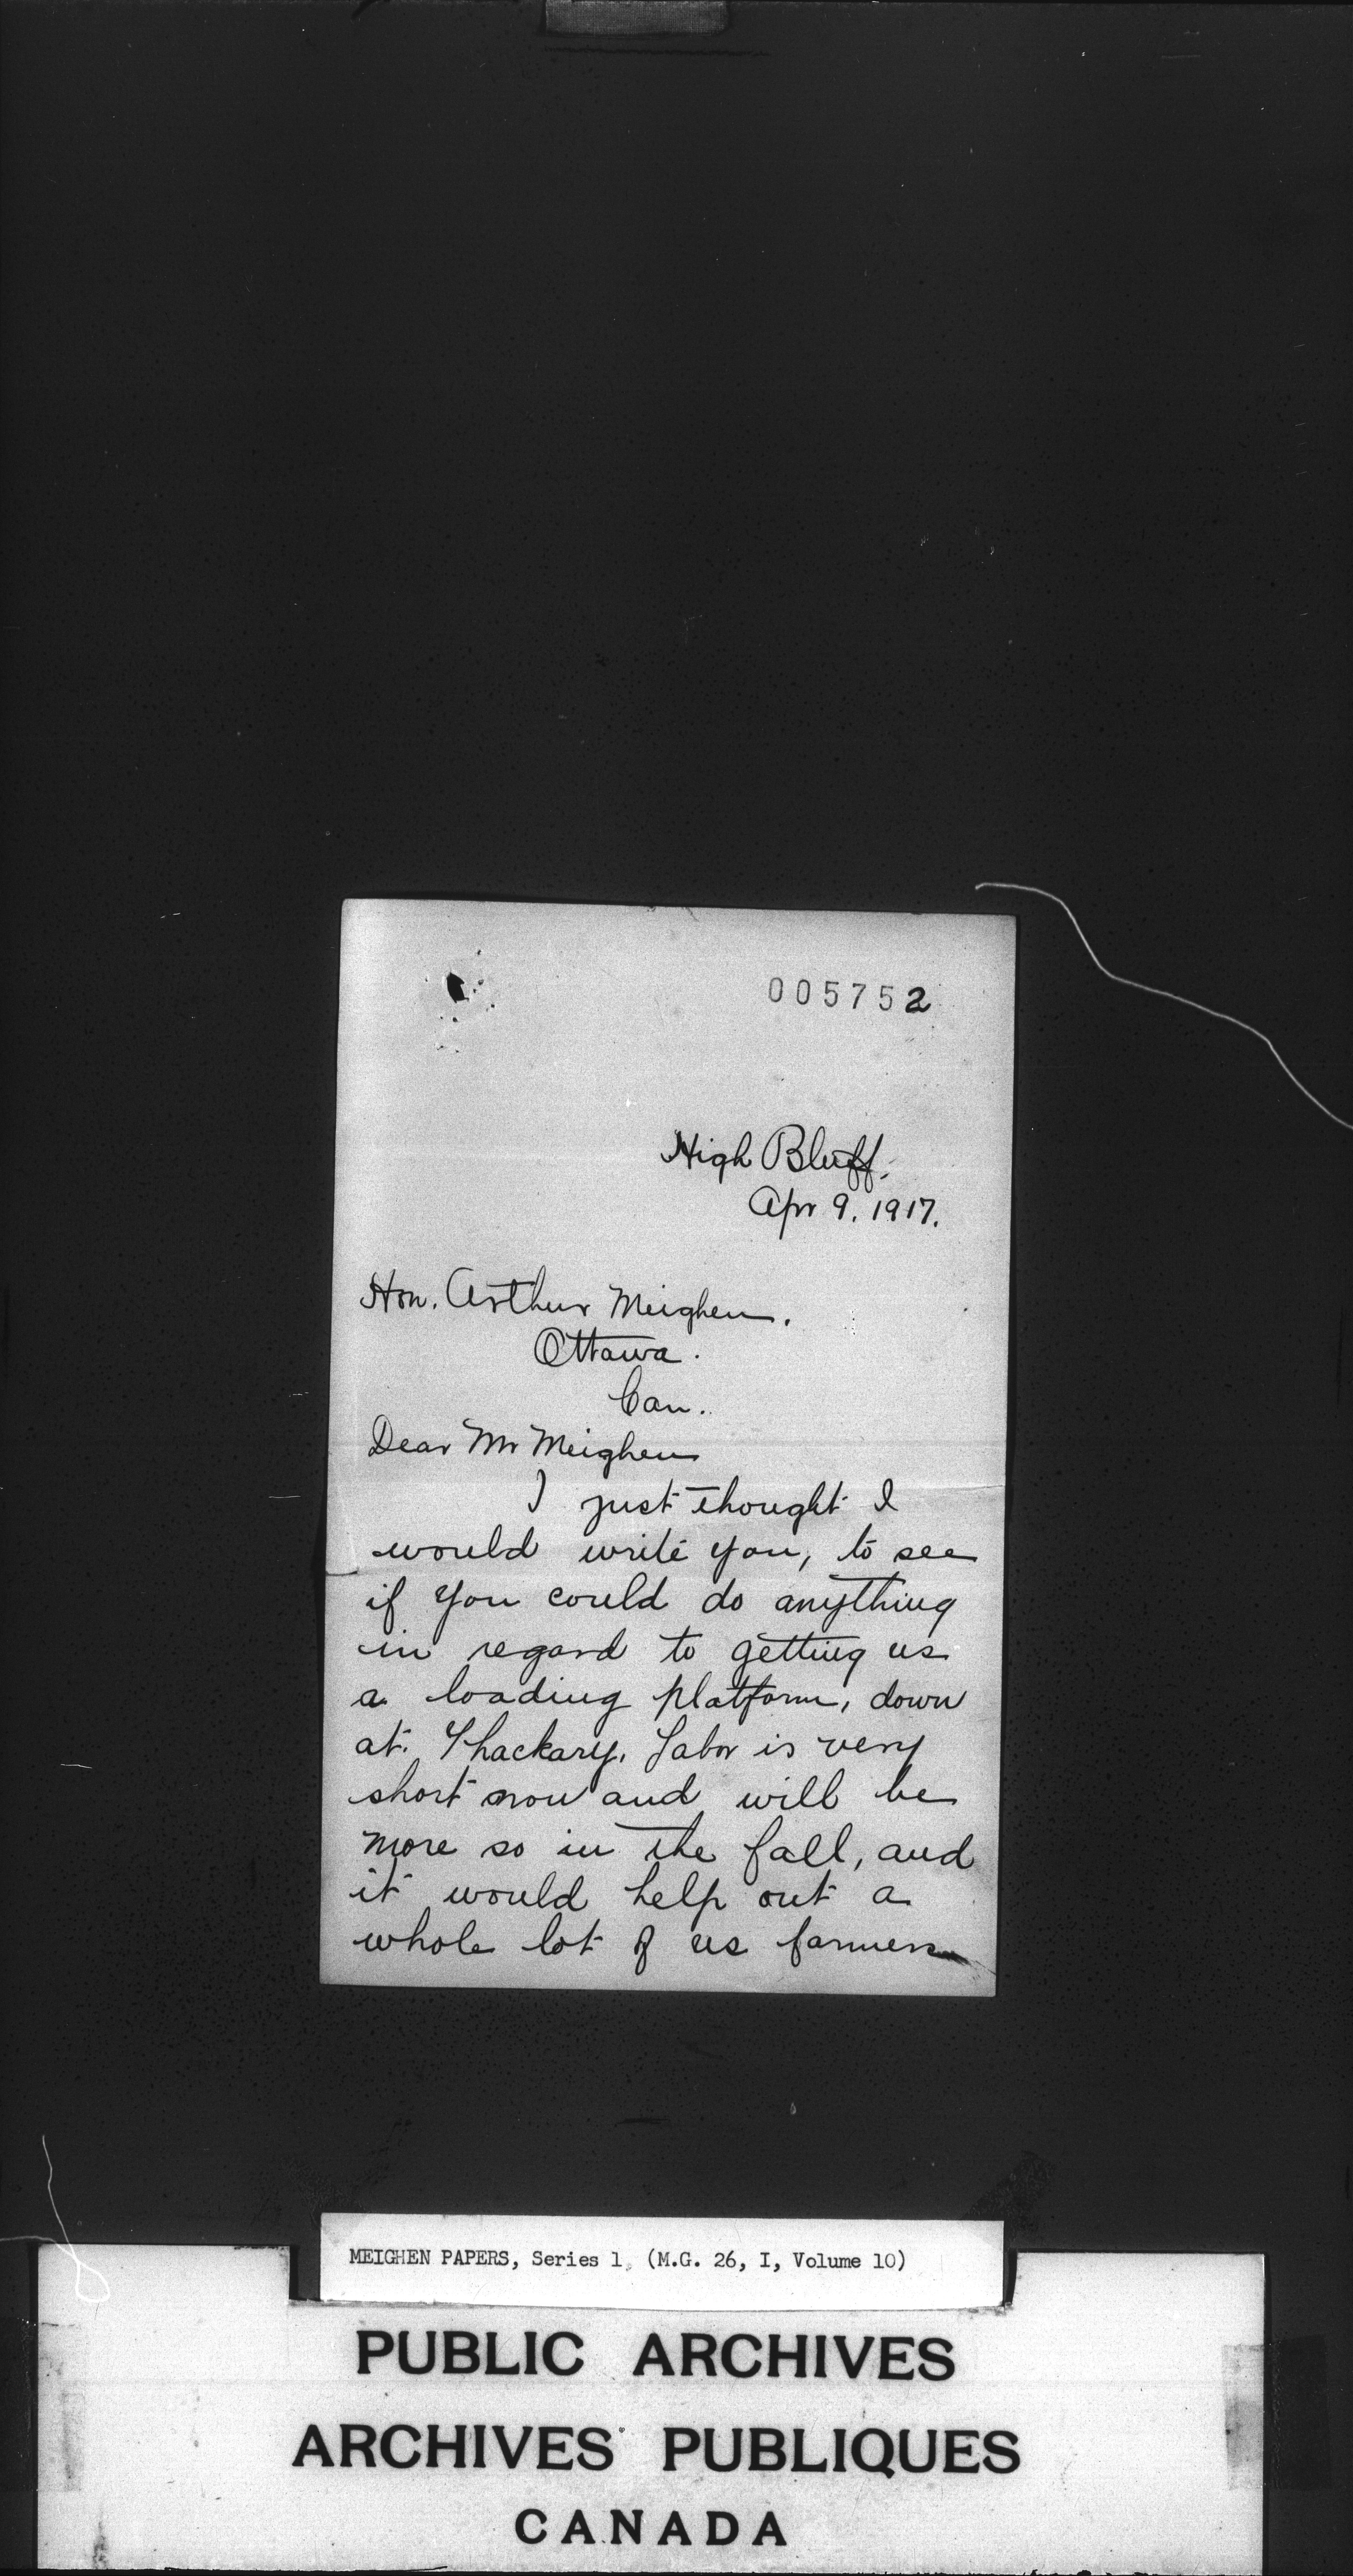 005752
High Bluff.
Apr 9. 1917.
Hon. Arthur Meighen.
Ottawa.
Can.
Dear Mr Meighen
I just thought I
would write you, to see
if you could do anything
in regard to getting us
a loading platform, down
at. Thackary. Labor is very
short now and will be
more so in the fall, and
it would help out a
whole lot of us farmers
MEIGHEN PAPERS, Series 1 (M.G. 26, I, Volume 10)
PUBLIC ARCHIVES
ARCHIVES PUBLIQUES
CANADA